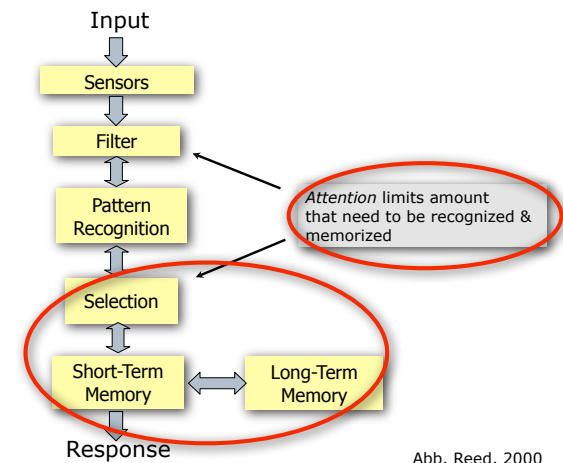 Input
Sensors
Filter
Attention limits amount
that need to be recognized &
memorized
Pattern
Recognition
Selection
Short-Term
Memory
Long-Term
Memory
Response
Abb. Reed, 2000